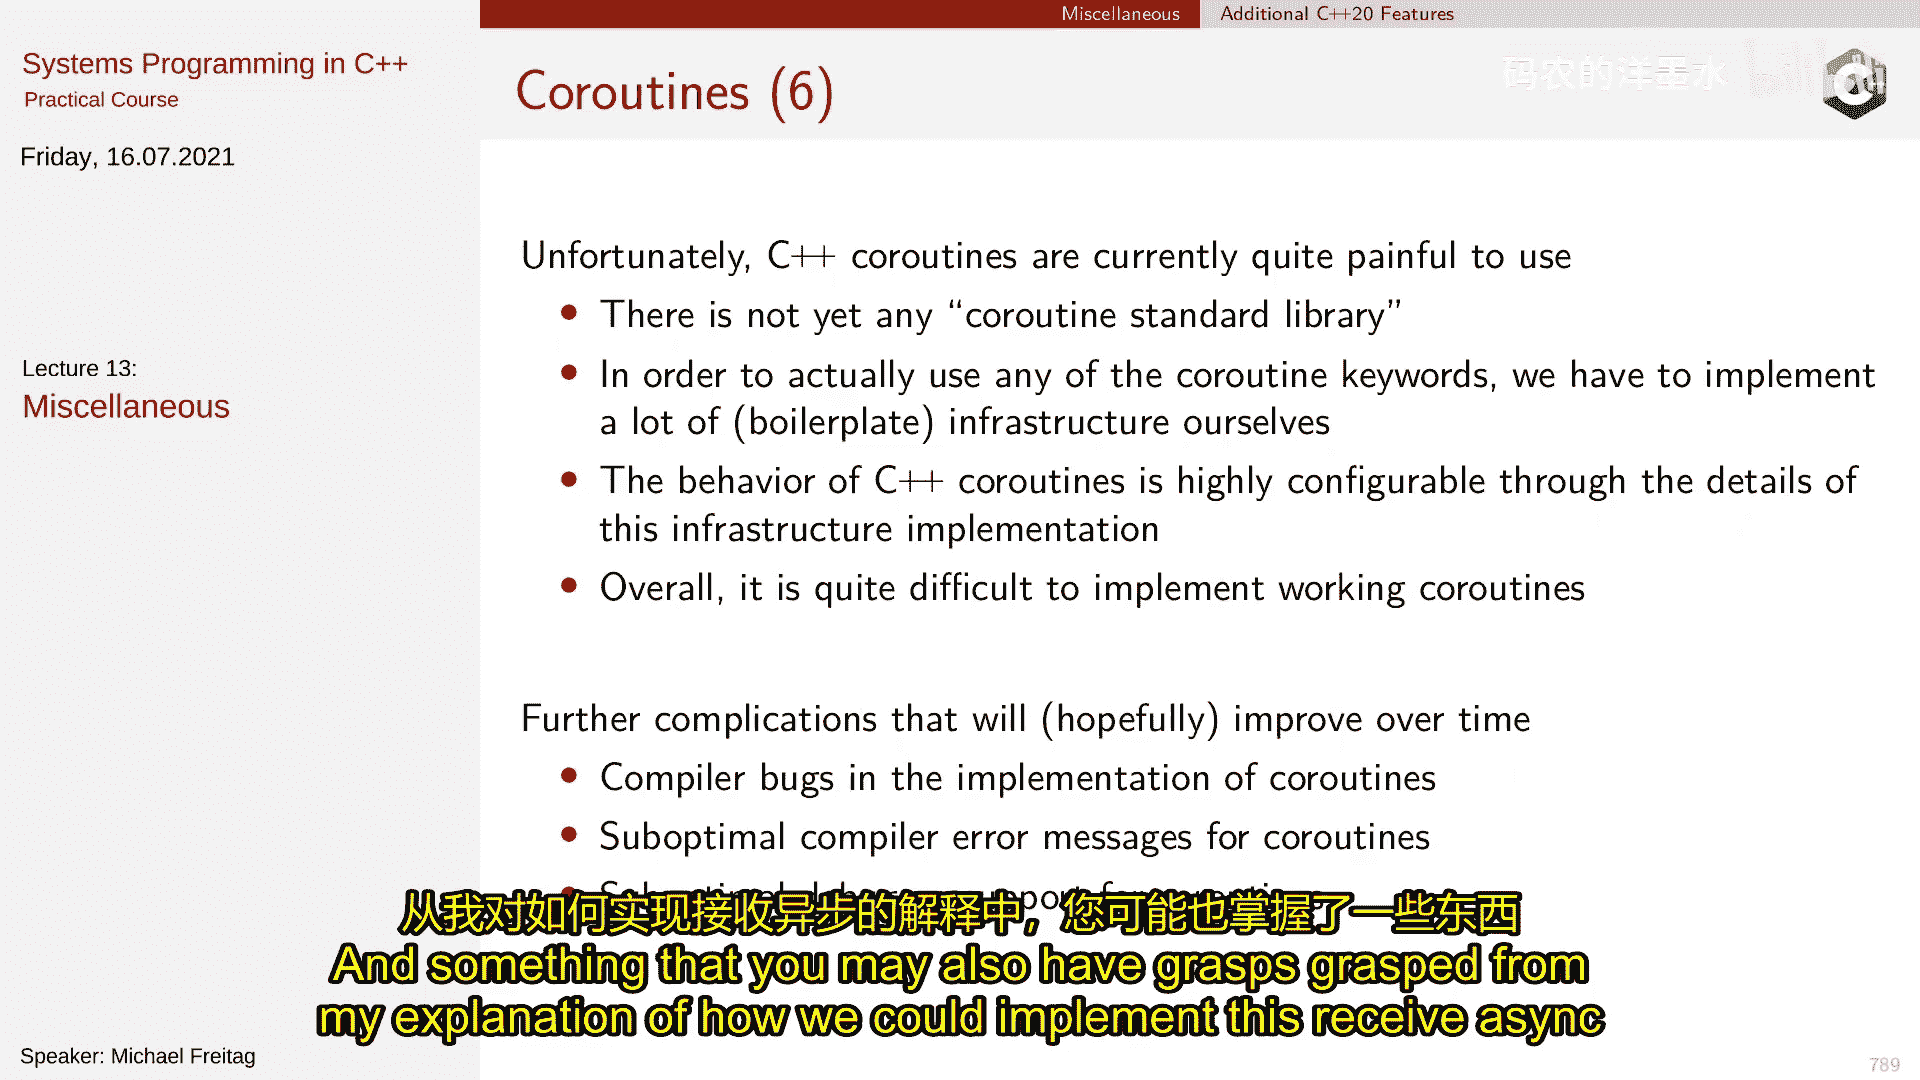 Miscellaneous
Additional C++20 Features
Systems Programming in C++
Practical Course
Friday, 16.07.2021
Lecture 13:
Miscellaneous
Coroutines (6)
码农的洋墨水
bilibili
Unfortunately, C++ coroutines are currently quite painful to use
• There is not yet any “coroutine standard library”
• In order to actually use any of the coroutine keywords, we have to implement
a lot of (boilerplate) infrastructure ourselves
• The behavior of C++ coroutines is highly configurable through the details of
this infrastructure implementation
• Overall, it is quite difficult to implement working coroutines
Further complications that will (hopefully) improve over time
• Compiler bugs in the implementation of coroutines
• Suboptimal compiler error messages for coroutines
从我对如何实现接收异步的解释中，您可能也掌握了一些东西
And something that you may also have grasps grasped from
my explanation of how we could implement this receive async
Speaker: Michael Freitag
789